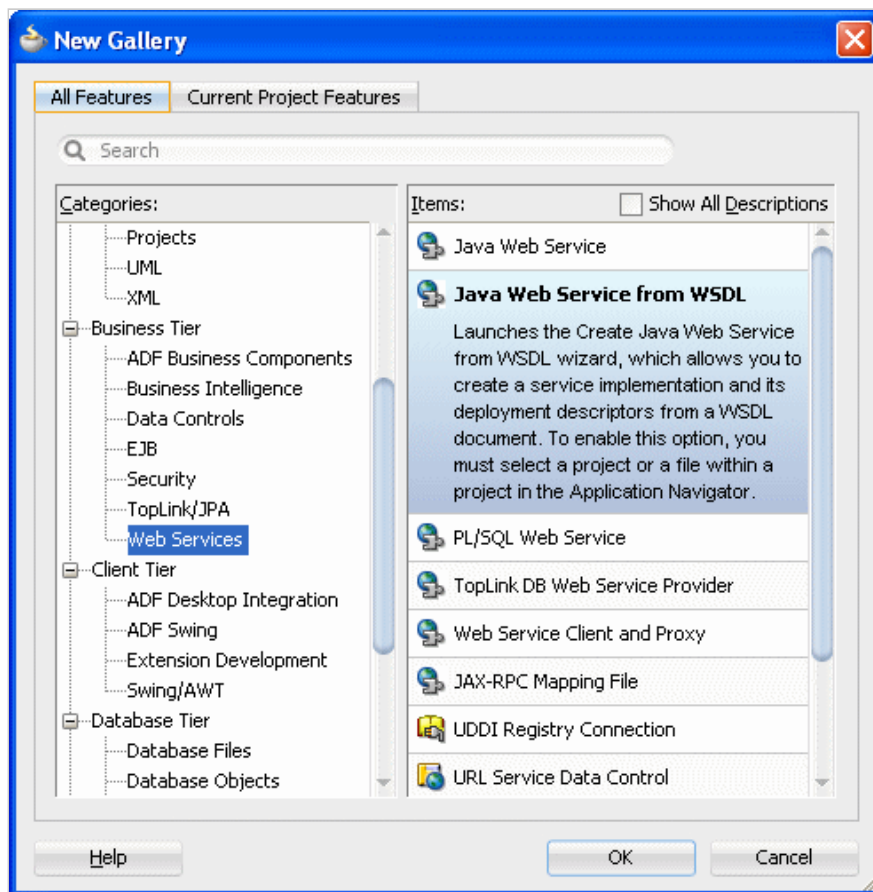 New Gallery
All Features
Current Project Features
Search
Categories:
Projects
UML
XML
Business Tier
ADF Business Components
Business Intelligence
Data Controls
EJB
Security
TopLink/JPA
Web Services
Client Tier
ADF Desktop Integration
ADF Swing
Extension Development
Swing/AWT
Database Tier
Database Files
Database Objects
Items:
Show All Descriptions
Java Web Service
Java Web Service from WSDL
Launches the Create Java Web Service
from WSDL wizard, which allows you to
create a service implementation and its
deployment descriptors from a WSDL
document. To enable this option, you
must select a project or a file within a
project in the Application Navigator.
PL/SQL Web Service
TopLink DB Web Service Provider
Web Service Client and Proxy
JAX-RPC Mapping File
UDDI Registry Connection
URL Service Data Control
Help
OK
Cancel